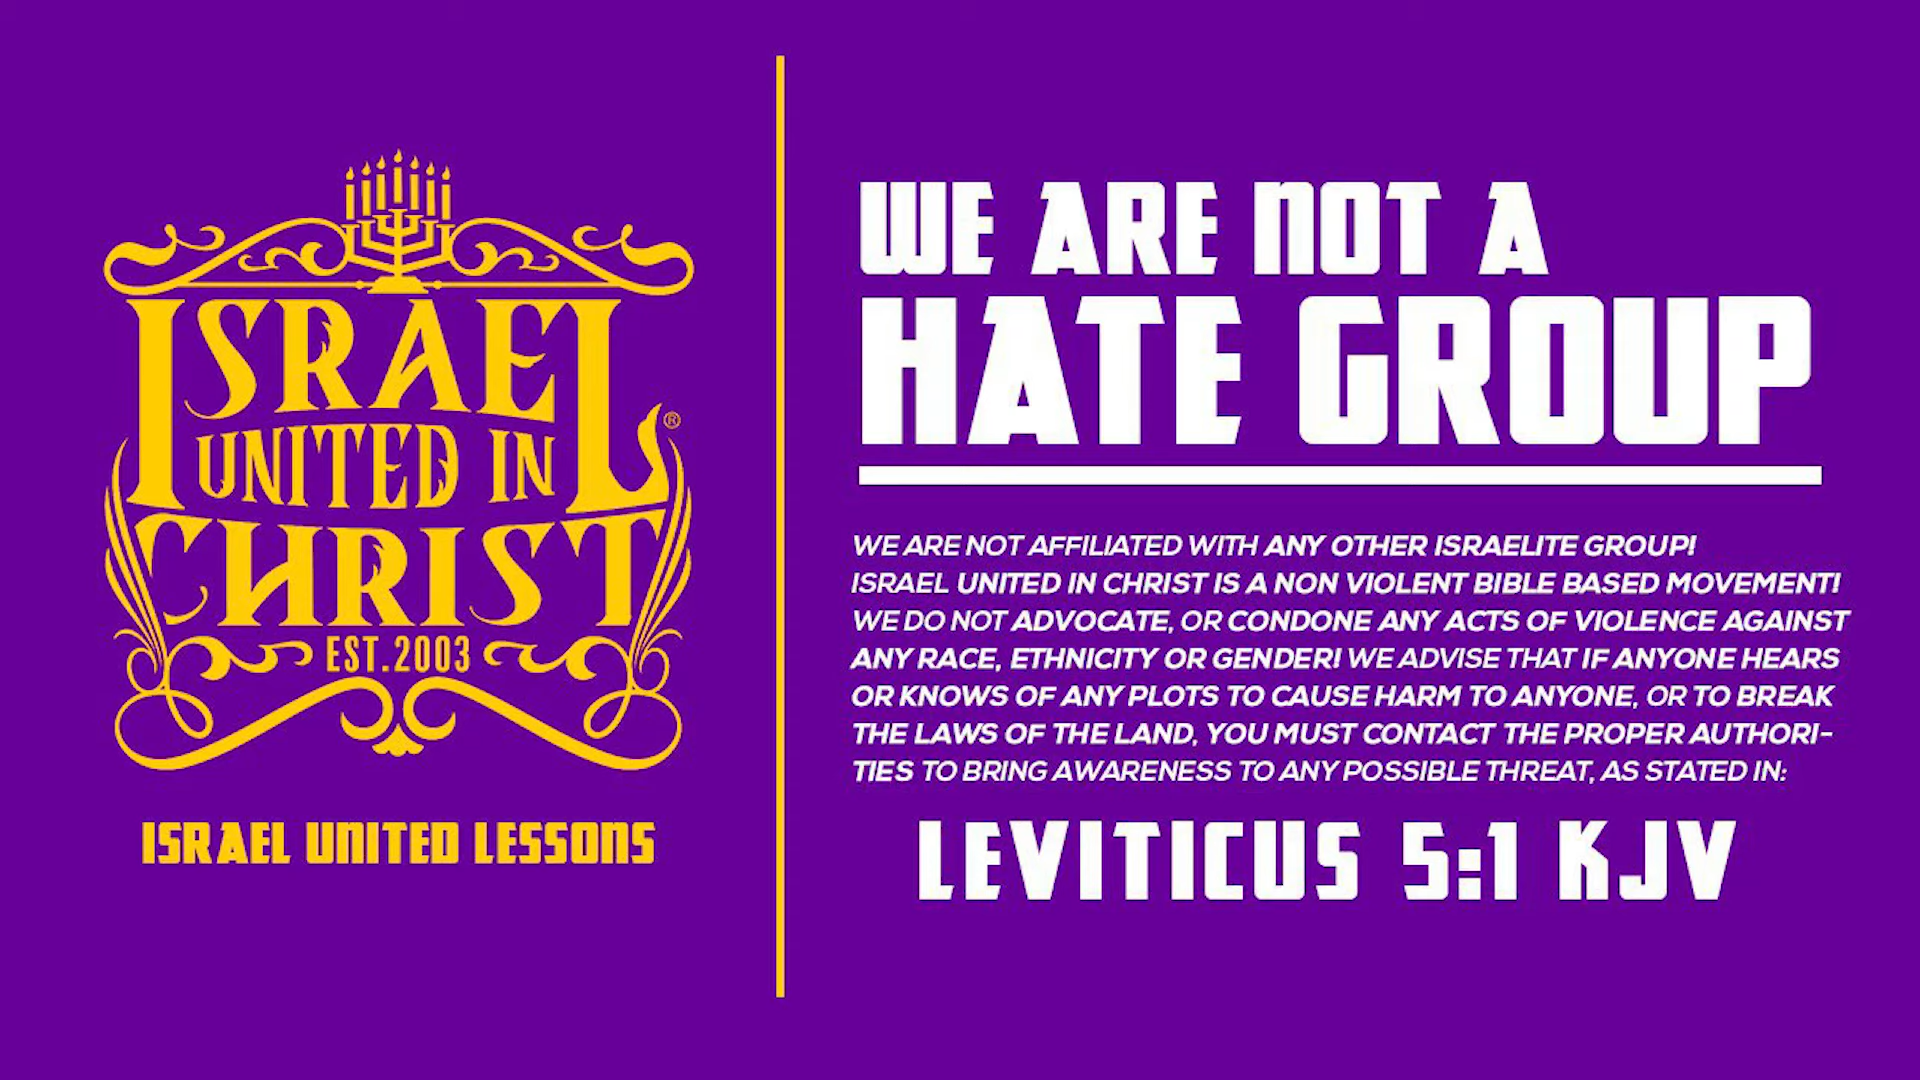 ISRAEL
UNITED IN
CHRIST
®
EST.2003
ISRAEL UNITED LESSONS
WE ARE NOT A
HATE GROUP
WE ARE NOT AFFILIATED WITH ANY OTHER ISRAELITE GROUP!
ISRAEL UNITED IN CHRIST IS A NON VIOLENT BIBLE BASED MOVEMENT!
WE DO NOT ADVOCATE, OR CONDONE ANY ACTS OF VIOLENCE AGAINST
ANY RACE, ETHNICITY OR GENDER! WE ADVISE THAT IF ANYONE HEARS
OR KNOWS OF ANY PLOTS TO CAUSE HARM TO ANYONE, OR TO BREAK
THE LAWS OF THE LAND, YOU MUST CONTACT THE PROPER AUTHORI-
TIES TO BRING AWARENESS TO ANY POSSIBLE THREAT, AS STATED IN:
LEVITICUS 5:1 KJV